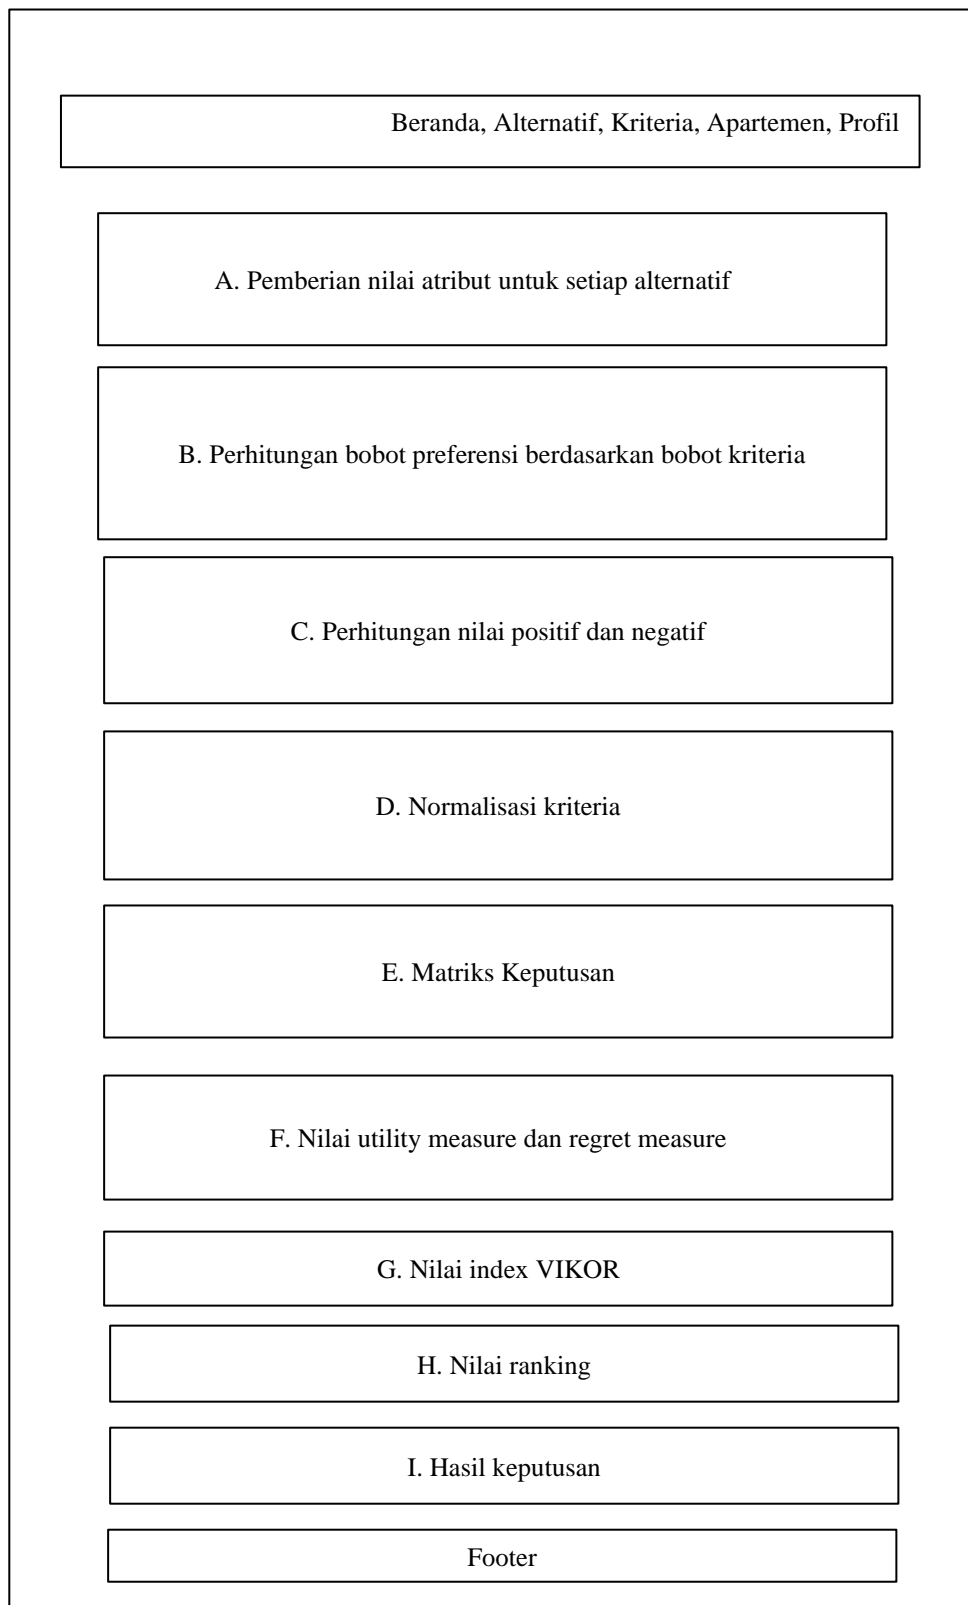 Beranda, Alternatif, Kriteria, Apartemen, Profil
A. Pemberian nilai atribut untuk setiap alternatif
B. Perhitungan bobot preferensi berdasarkan bobot kriteria
C. Perhitungan nilai positif dan negatif
D. Normalisasi kriteria
E. Matriks Keputusan
F. Nilai utility measure dan regret measure
G. Nilai index VIKOR
H. Nilai ranking
I. Hasil keputusan
Footer